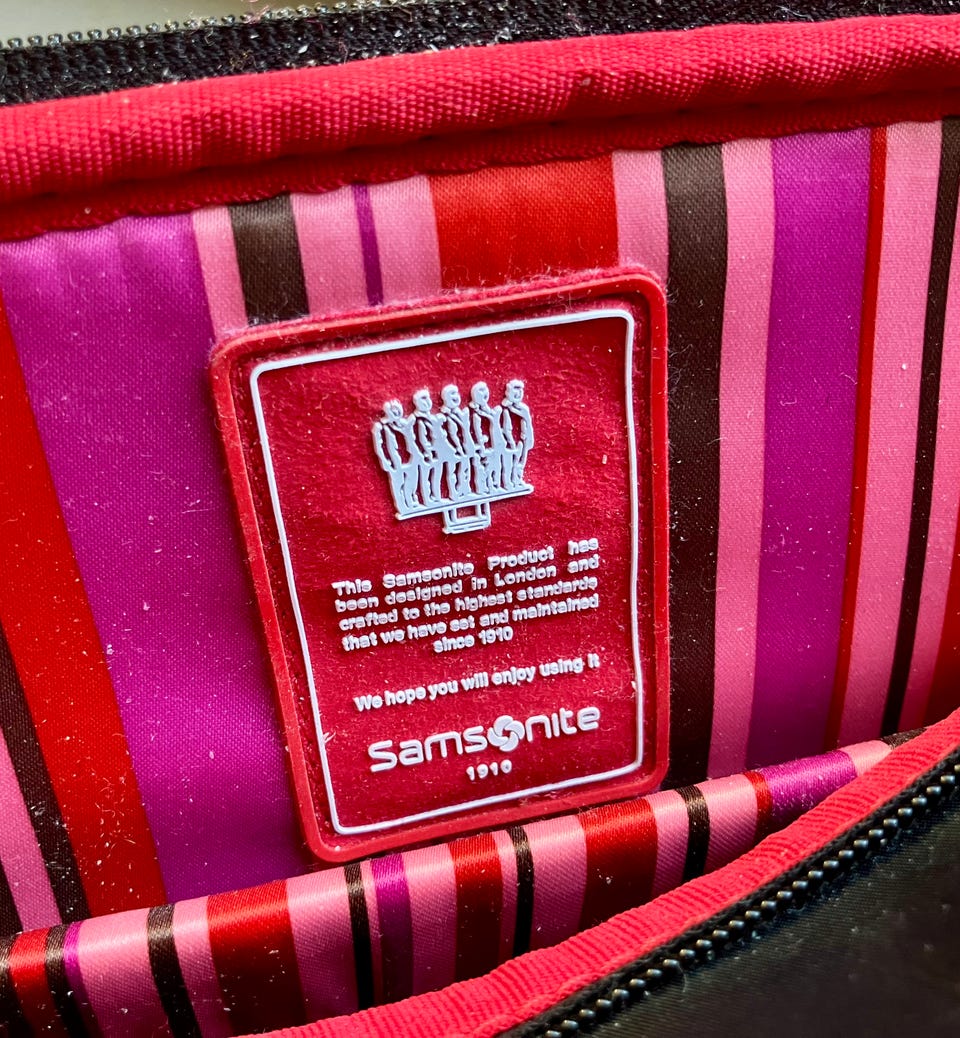 This Samsonite Product has
been designed in London and
crafted to the highest standards
that we have set and maintained
since 1910
We hope you will enjoy using it
Samsonite
1910